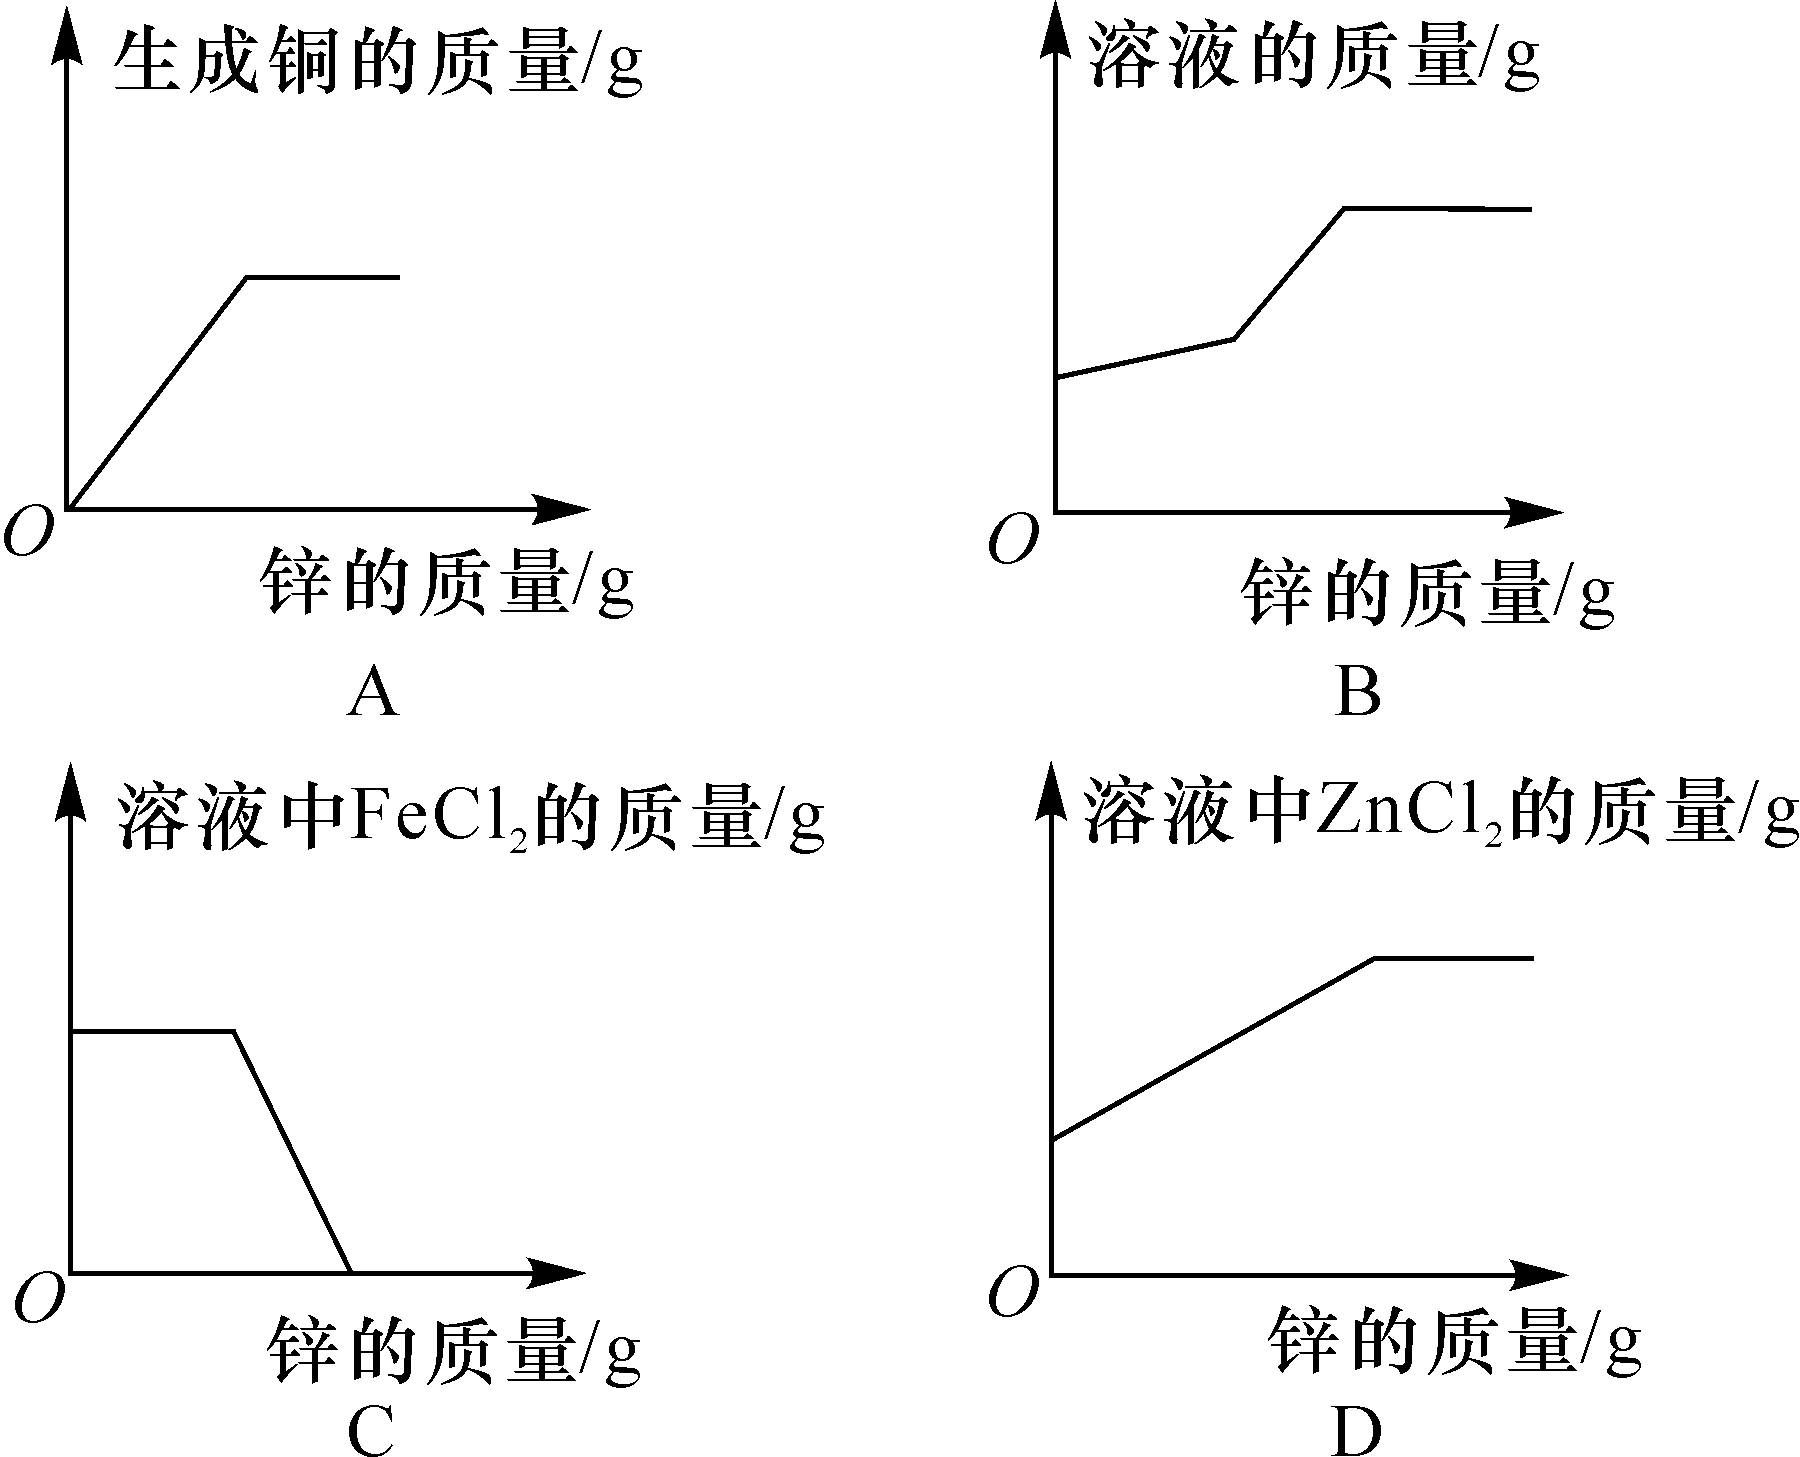 生成铜的质量/g
O
锌的质量/g
A
溶液的质量/g
O
锌的质量/g
B
溶液中FeCl₂的质量/g
O
锌的质量/g
C
溶液中ZnCl₂的质量/g
O
锌的质量/g
D